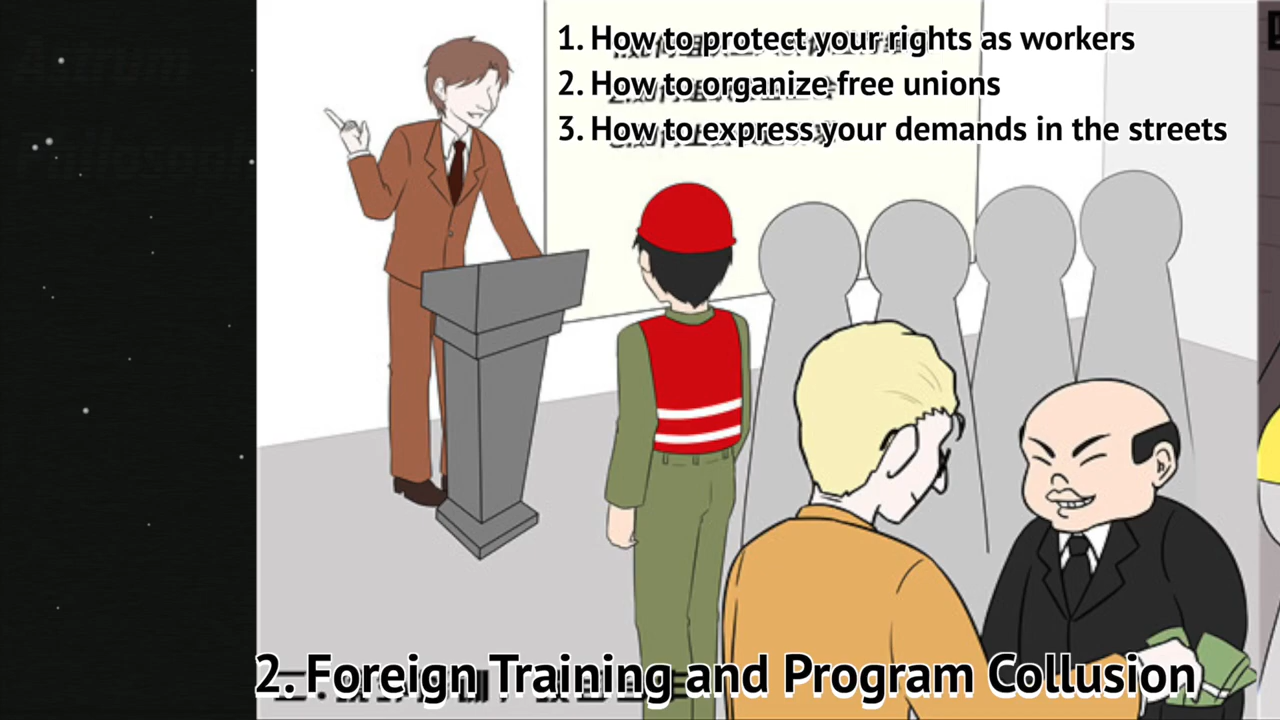 1. How to protect your rights as workers
2. How to organize free unions
3. How to express your demands in the streets
2. Foreign Training and Program Collusion